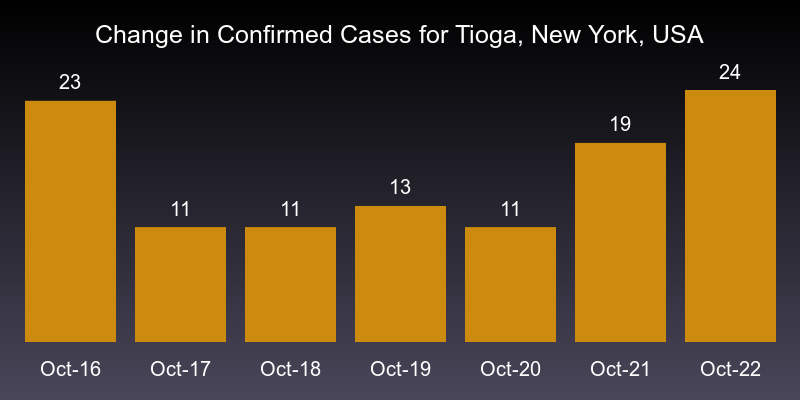 Change in Confirmed Cases for Tioga, New York, USA
23
11
11
13
11
19
24
Oct-16
Oct-17
Oct-18
Oct-19
Oct-20
Oct-21
Oct-22